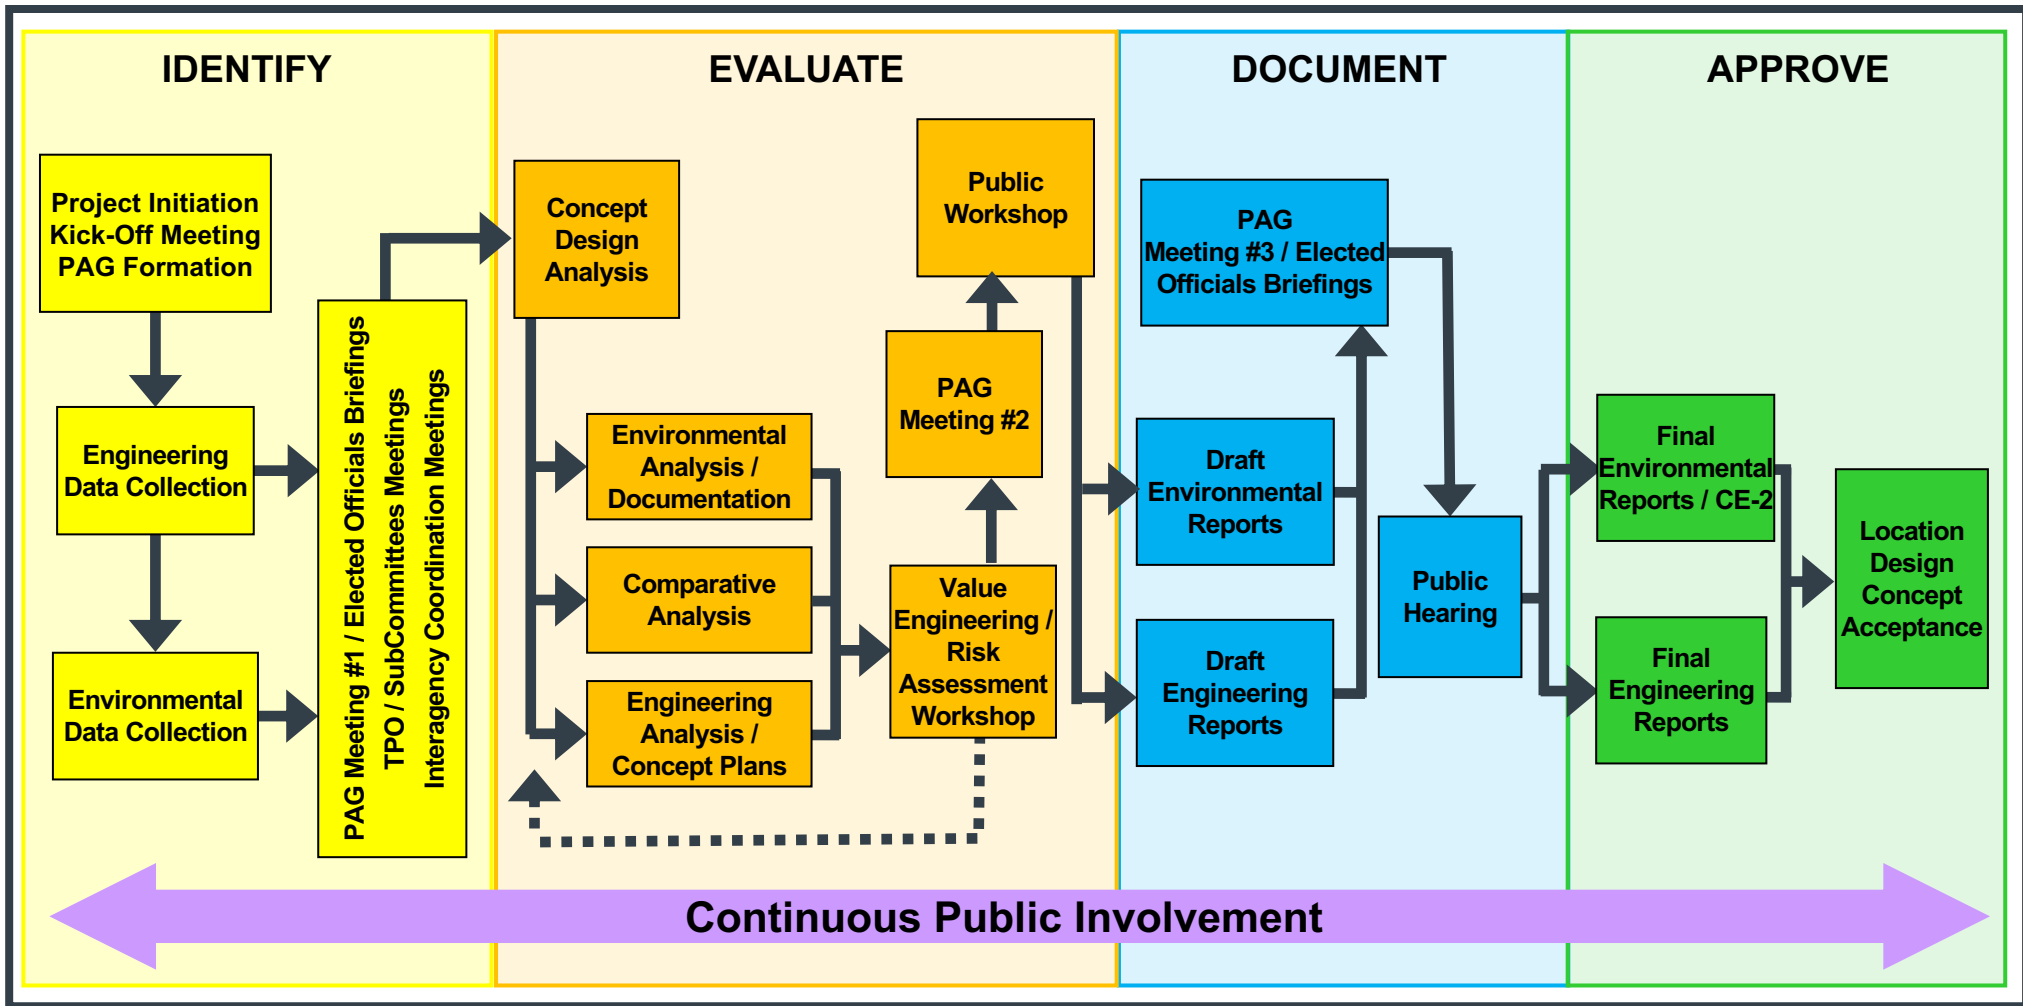 IDENTIFY
Project Initiation
Kick-Off Meeting
PAG Formation
Engineering
Data Collection
Environmental
Data Collection
PAG Meeting #1 / Elected Officials Briefings
TPO / SubCommittees Meetings
Interagency Coordination Meetings
EVALUATE
Concept
Design
Analysis
Environmental
Analysis /
Documentation
Comparative
Analysis
Engineering
Analysis /
Concept Plans
Value
Engineering /
Risk
Assessment
Workshop
PAG
Meeting #2
Public
Workshop
DOCUMENT
Draft
Environmental
Reports
Draft
Engineering
Reports
PAG
Meeting #3 / Elected
Officials Briefings
Public
Hearing
APPROVE
Final
Environmental
Reports / CE-2
Final
Engineering
Reports
Location
Design
Concept
Acceptance
Continuous Public Involvement